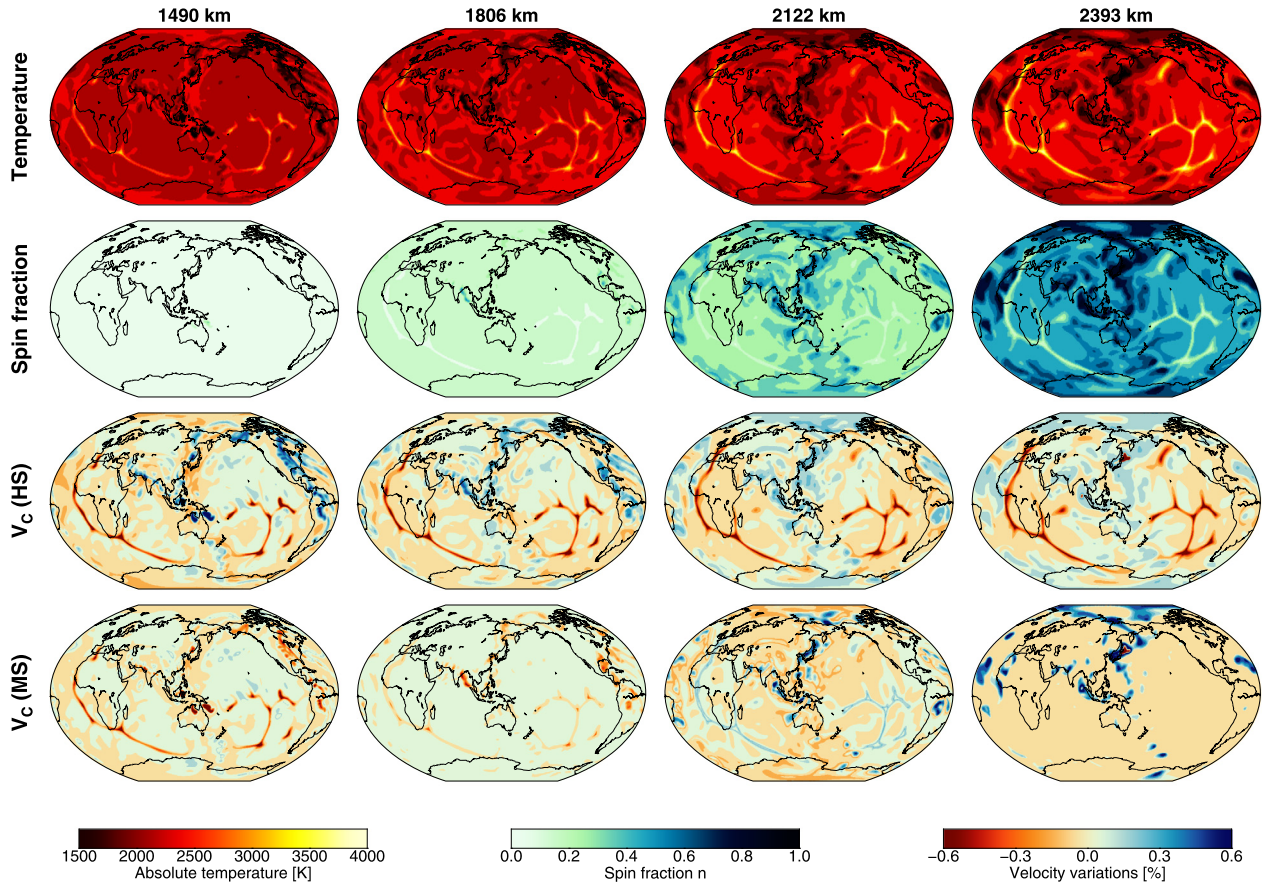 1490 km 1806 km 2122 km 2393 km
Temperature
Spin fraction
VC (HS)
VC (MS)
1500 2000 2500 3000 3500 4000
Absolute temperature [K]
0.0 0.2 0.4 0.6 0.8 1.0
Spin fraction n
−0.6 −0.3 0.0 0.3 0.6
Velocity variations [%]